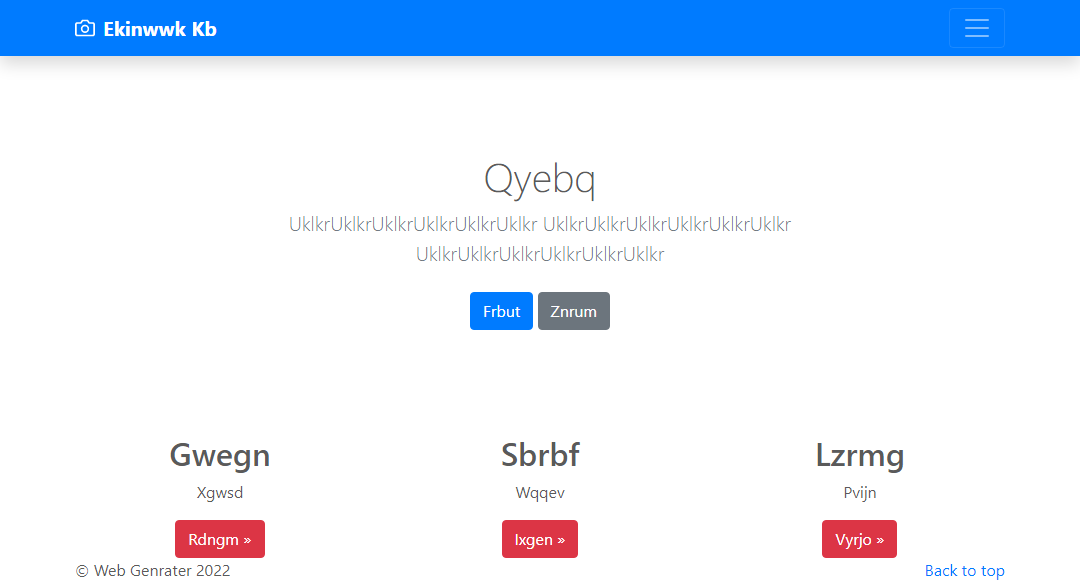 Ekinwwk Kb
Qyebq
UklkrUklkrUklkrUklkrUklkrUklkr UklkrUklkrUklkrUklkrUklkrUklkr
UklkrUklkrUklkrUklkrUklkrUklkr
Frbut Znrum
Gwegn Sbrbf Lzrmg
Xgwsd Wqqev Pvijn
Rdngm » Ixgen » Vyrjo »
© Web Genrater 2022 Back to top